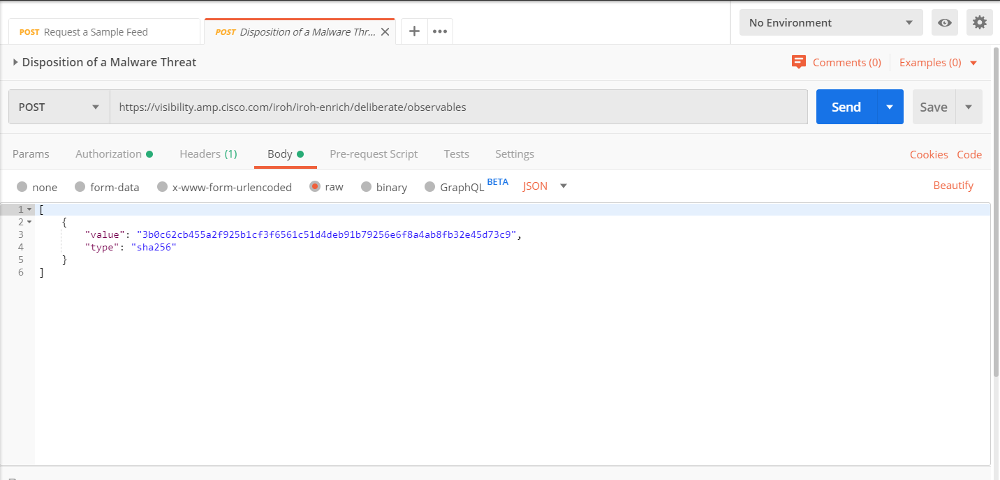 POST Request a Sample Feed
POST Disposition of a Malware Thr...
No Environment
Disposition of a Malware Threat
Comments (0)
Examples (0)
POST
https://visibility.amp.cisco.com/iroh/iroh-enrich/deliberate/observables
Send
Save
Params
Authorization
Headers (1)
Body
Pre-request Script
Tests
Settings
Cookies
Code
none
form-data
x-www-form-urlencoded
raw
binary
GraphQL BETA
JSON
Beautify
1 [
2 {
3 "value": "3b0c62cb455a2f925b1cf3f6561c51d4deb91b79256e6f8a4ab8fb32e45d73c9",
4 "type": "sha256"
5 }
6 ]